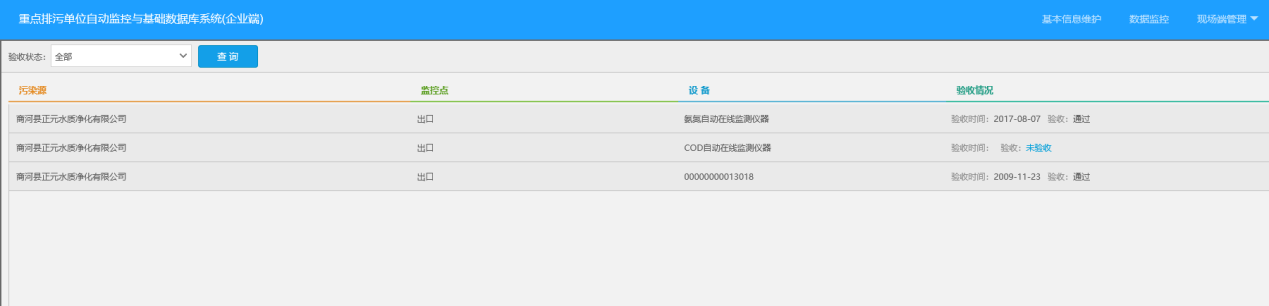 重点排污单位自动监控与基础数据库系统(企业端) 基本信息维护 数据监控 现场端管理
验收状态: 全部 查询
污染源 监控点 设备 验收情况
商河县正元水质净化有限公司 出口 氨氮自动在线监测仪器 验收时间: 2017-08-07 验收: 通过
商河县正元水质净化有限公司 出口 COD自动在线监测仪器 验收时间: 验收: 未验收
商河县正元水质净化有限公司 出口 00000000013018 验收时间: 2009-11-23 验收: 通过